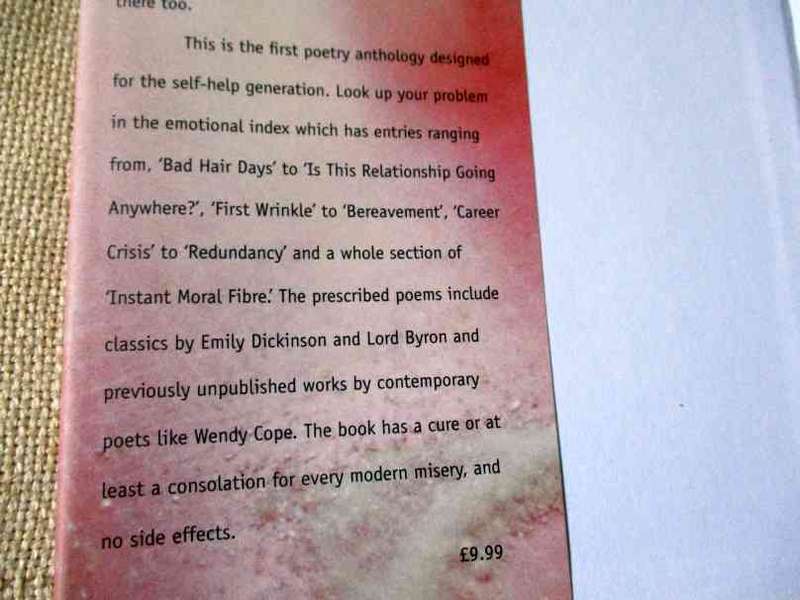 there too.
This is the first poetry anthology designed
for the self-help generation. Look up your problem
in the emotional index which has entries ranging
from, ‘Bad Hair Days’ to ‘Is This Relationship Going
Anywhere?’, ‘First Wrinkle’ to ‘Bereavement’, ‘Career
Crisis’ to ‘Redundancy’ and a whole section of
‘Instant Moral Fibre.’ The prescribed poems include
classics by Emily Dickinson and Lord Byron and
previously unpublished works by contemporary
poets like Wendy Cope. The book has a cure or at
least a consolation for every modern misery, and
no side effects.
£9.99